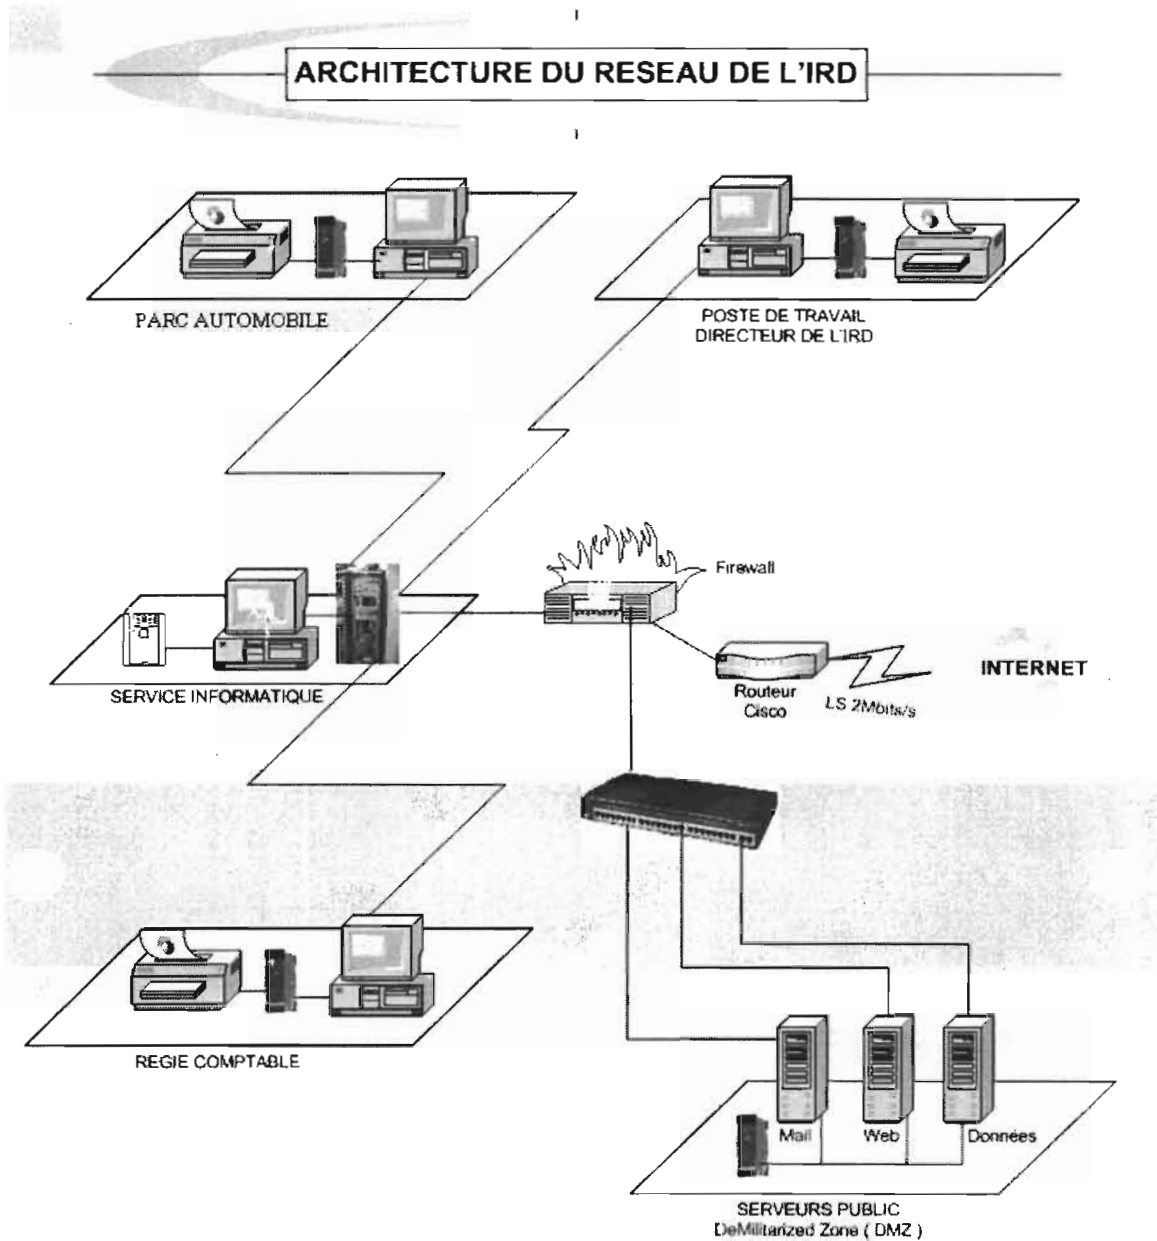 ARCHITECTURE DU RESEAU DE L'IRD
PARC AUTOMOBILE
POSTE DE TRAVAIL
DIRECTEUR DE L'IRD
Firewall
INTERNET
Routeur
Cisco
LS 2Mbits/s
SERVICE INFORMATIQUE
REGIE COMPTABLE
Mail
Web
Données
SERVEURS PUBLIC
DeMilitarized Zone ( DMZ )